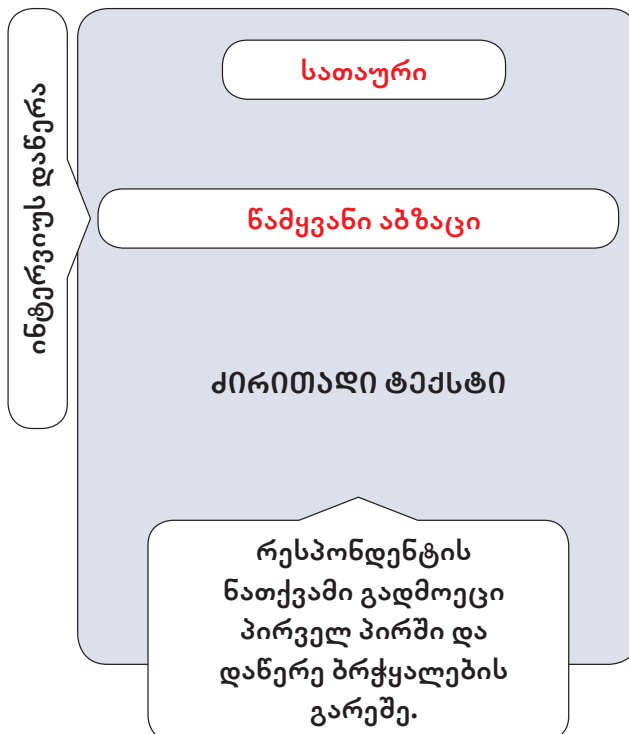 ინტერვიუს დაწერა
სათაური
წამყვანი აბზაცი
ძირითადი ტექსტი
რესპონდენტის
ნათქვამი გადმოეცი
პირველ პირში და
დაწერე ბრჭყალების
გარეშე.